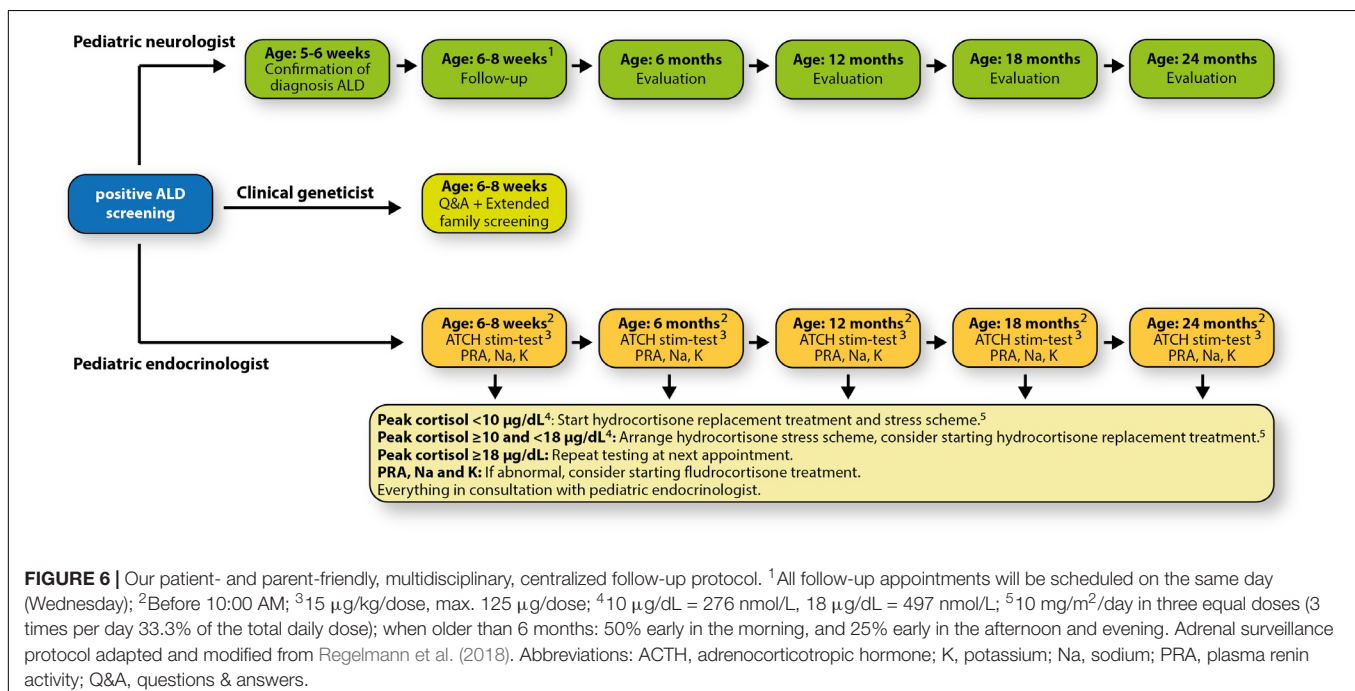 Pediatric neurologist
Age: 5-6 weeks
Confirmation of
diagnosis ALD
Age: 6-8 weeks¹
Follow-up
Age: 6 months
Evaluation
Age: 12 months
Evaluation
Age: 18 months
Evaluation
Age: 24 months
Evaluation
positive ALD
screening
Clinical geneticist
Age: 6-8 weeks
Q&A + Extended
family screening
Pediatric endocrinologist
Age: 6-8 weeks²
ATCH stim-test³
PRA, Na, K
Age: 6 months²
ATCH stim-test³
PRA, Na, K
Age: 12 months²
ATCH stim-test³
PRA, Na, K
Age: 18 months²
ATCH stim-test³
PRA, Na, K
Age: 24 months²
ATCH stim-test³
PRA, Na, K
Peak cortisol <10 µg/dL⁴: Start hydrocortisone replacement treatment and stress scheme.⁵
Peak cortisol ≥10 and <18 µg/dL⁴: Arrange hydrocortisone stress scheme, consider starting hydrocortisone replacement treatment.⁵
Peak cortisol ≥18 µg/dL: Repeat testing at next appointment.
PRA, Na and K: If abnormal, consider starting fludrocortisone treatment.
Everything in consultation with pediatric endocrinologist.
FIGURE 6 | Our patient- and parent-friendly, multidisciplinary, centralized follow-up protocol. ¹All follow-up appointments will be scheduled on the same day
(Wednesday); ²Before 10:00 AM; ³15 µg/kg/dose, max. 125 µg/dose; ⁴10 µg/dL = 276 nmol/L, 18 µg/dL = 497 nmol/L; ⁵10 mg/m²/day in three equal doses (3
times per day 33.3% of the total daily dose); when older than 6 months: 50% early in the morning, and 25% early in the afternoon and evening. Adrenal surveillance
protocol adapted and modified from Regelmann et al. (2018). Abbreviations: ACTH, adrenocorticotropic hormone; K, potassium; Na, sodium; PRA, plasma renin
activity; Q&A, questions & answers.